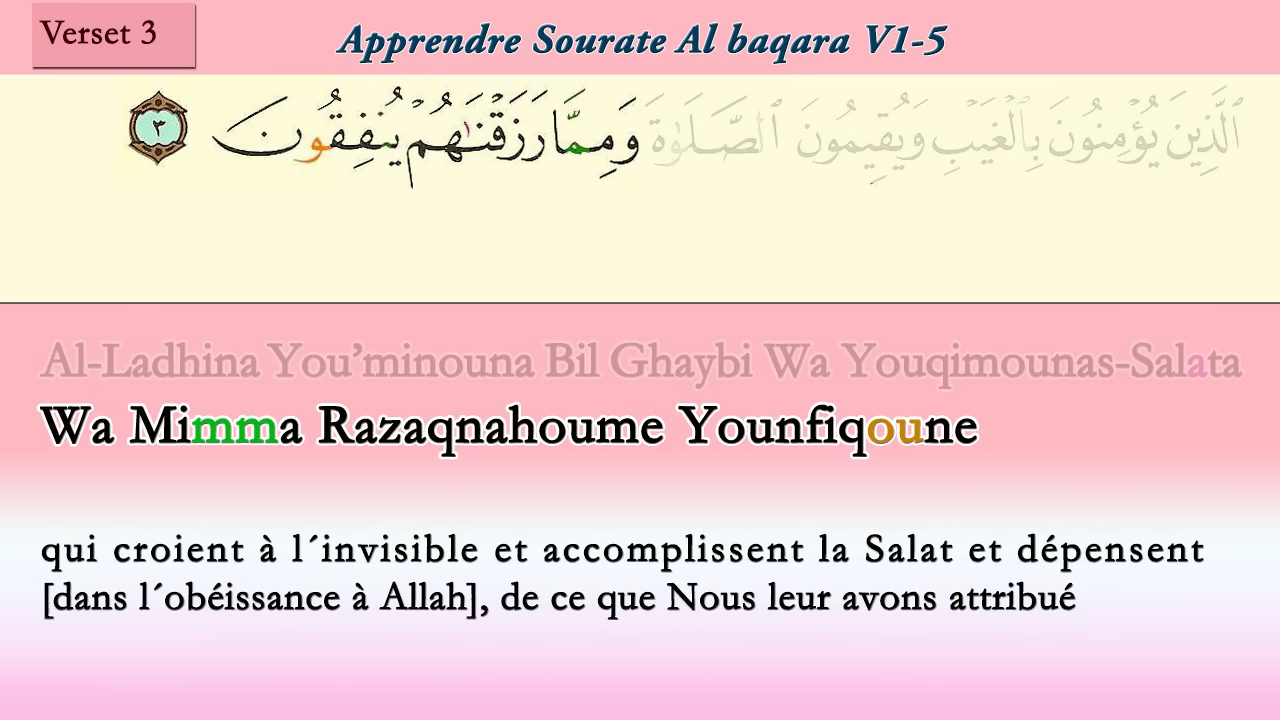 Verset 3
Apprendre Sourate Al baqara V1-5
ٱلَّذِينَ يُؤْمِنُونَ بِٱلْغَيْبِ وَيُقِيمُونَ ٱلصَّلَوٰةَ وَمِمَّا رَزَقْنَٰهُمْ يُنفِقُونَ ٣
Al-Ladhina You’minouna Bil Ghaybi Wa Youqimounas-Salata
Wa Mimma Razaqnahoume Younfiqoune
qui croient à l´invisible et accomplissent la Salat et dépensent
[dans l´obéissance à Allah], de ce que Nous leur avons attribué